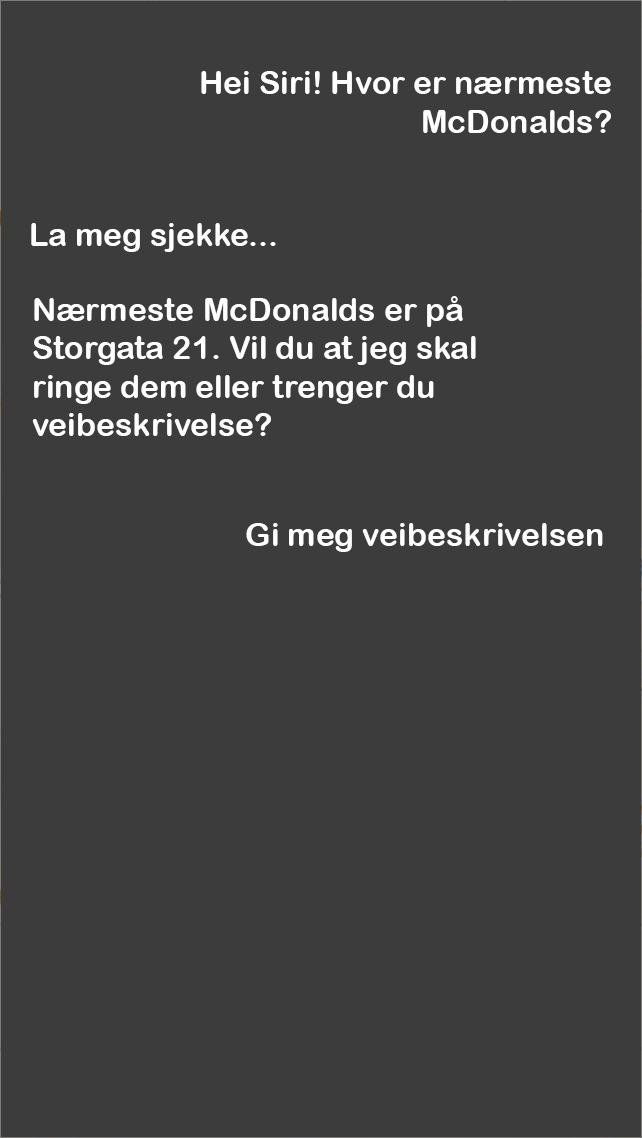 Hei Siri! Hvor er nærmeste
McDonalds?
La meg sjekke...
Nærmeste McDonalds er på
Storgata 21. Vil du at jeg skal
ringe dem eller trenger du
veibeskrivelse?
Gi meg veibeskrivelsen